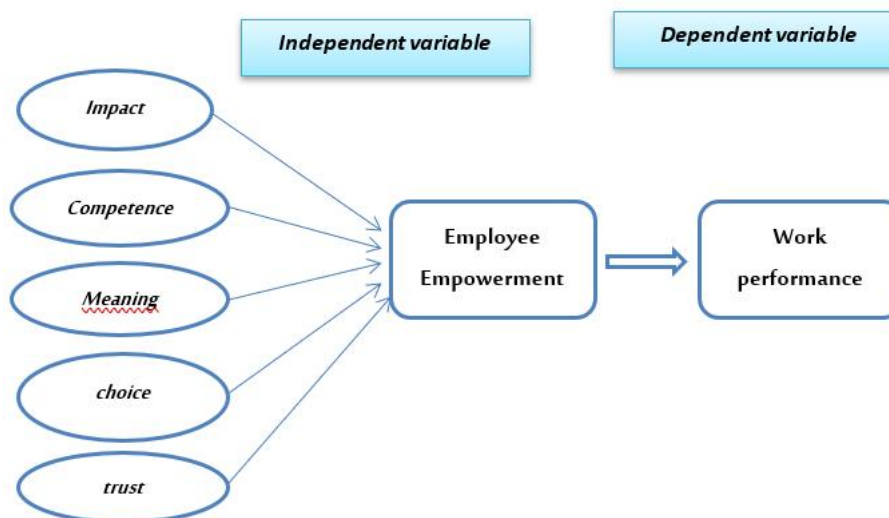 Independent variable
Dependent variable
Impact
Competence
Meaning
choice
trust
Employee
Empowerment
Work
performance